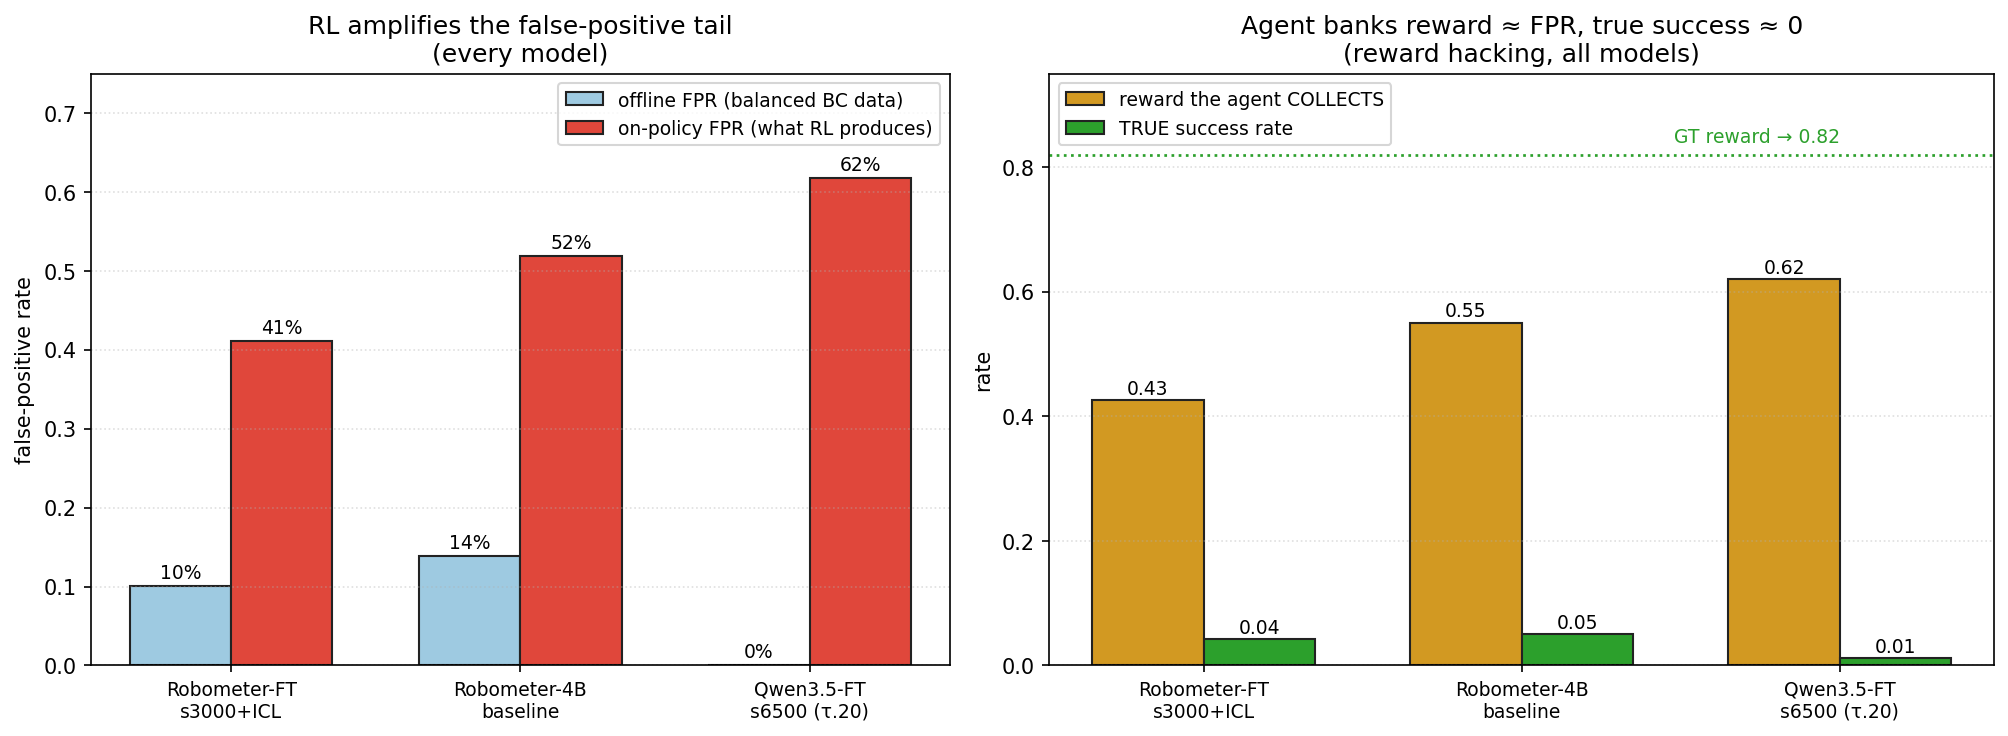 RL amplifies the false-positive tail
(every model)
offline FPR (balanced BC data)
on-policy FPR (what RL produces)
false-positive rate
0.7
0.6
0.5
0.4
0.3
0.2
0.1
0.0
10%
41%
14%
52%
0%
62%
Robometer-FT
s3000+ICL
Robometer-4B
baseline
Qwen3.5-FT
s6500 (τ.20)
Agent banks reward ≈ FPR, true success ≈ 0
(reward hacking, all models)
reward the agent COLLECTS
TRUE success rate
GT reward → 0.82
rate
0.8
0.6
0.4
0.2
0.0
0.43
0.04
0.55
0.05
0.62
0.01
Robometer-FT
s3000+ICL
Robometer-4B
baseline
Qwen3.5-FT
s6500 (τ.20)